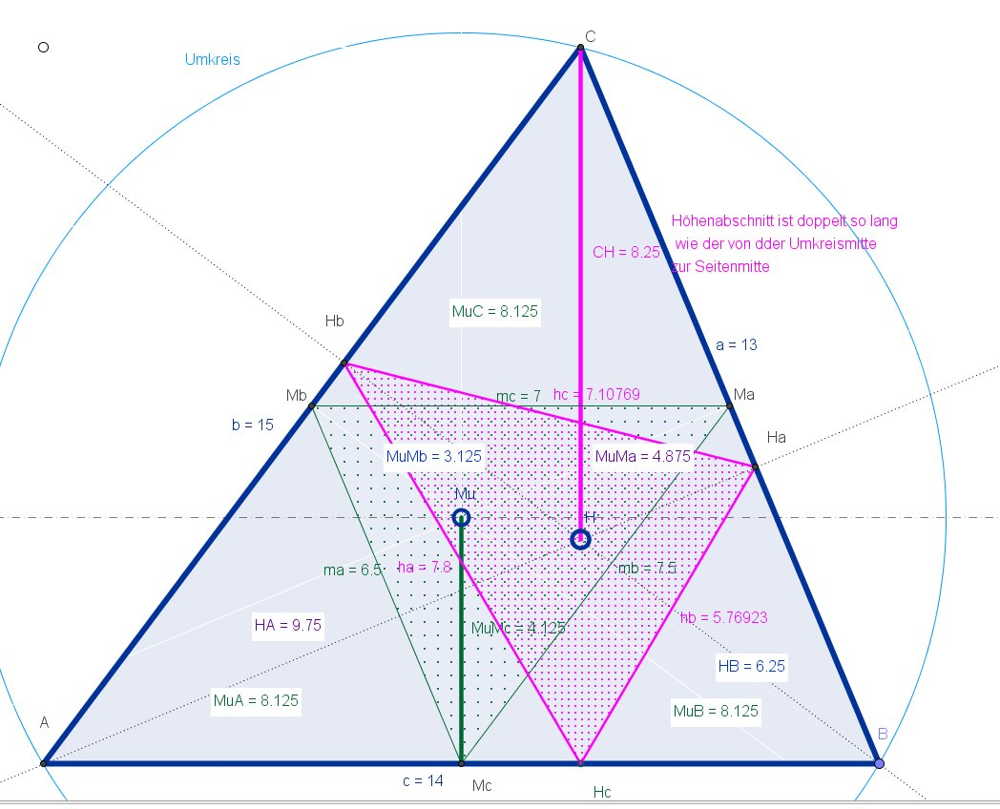 C
Umkreis
Höhenabschnitt ist doppelt so lang
wie der von dder Umkreismitte
zur Seitenmitte
CH = 8.25
MuC = 8.125
Hb
a = 13
Mb
mc = 7
hc = 7.10769
Ma
b = 15
Ha
MuMb = 3.125
MuMa = 4.875
Mu
H
ma = 6.5
ha = 7.8
mb = 7.5
HA = 9.75
MuMc = 4.125
hb = 5.76923
HB = 6.25
MuA = 8.125
MuB = 8.125
A
B
c = 14
Mc
Hc